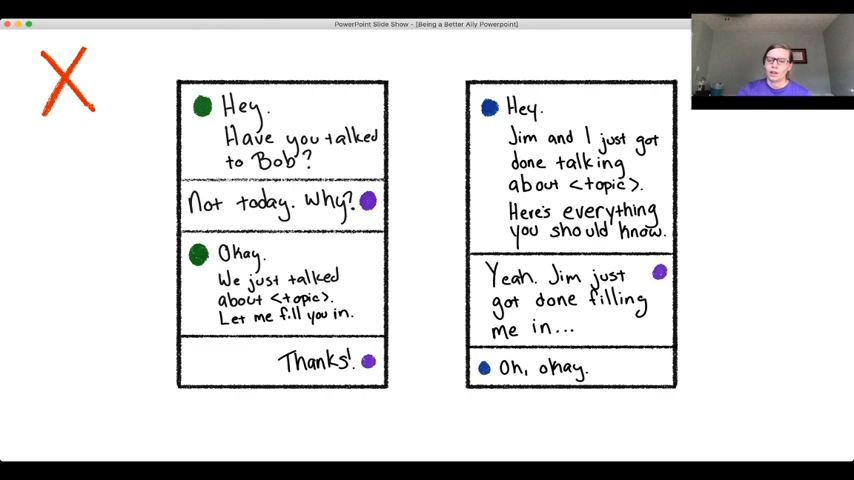 PowerPoint Slide Show - [Being a Better Ally Powerpoint]
Hey.
Have you talked
to Bob?
Not today. Why?
Okay.
We just talked
about <topic>.
Let me fill you in.
Thanks!
Hey.
Jim and I just got
done talking
about <topic>.
Here's everything
you should know.
Yeah. Jim just
got done filling
me in...
Oh, okay.